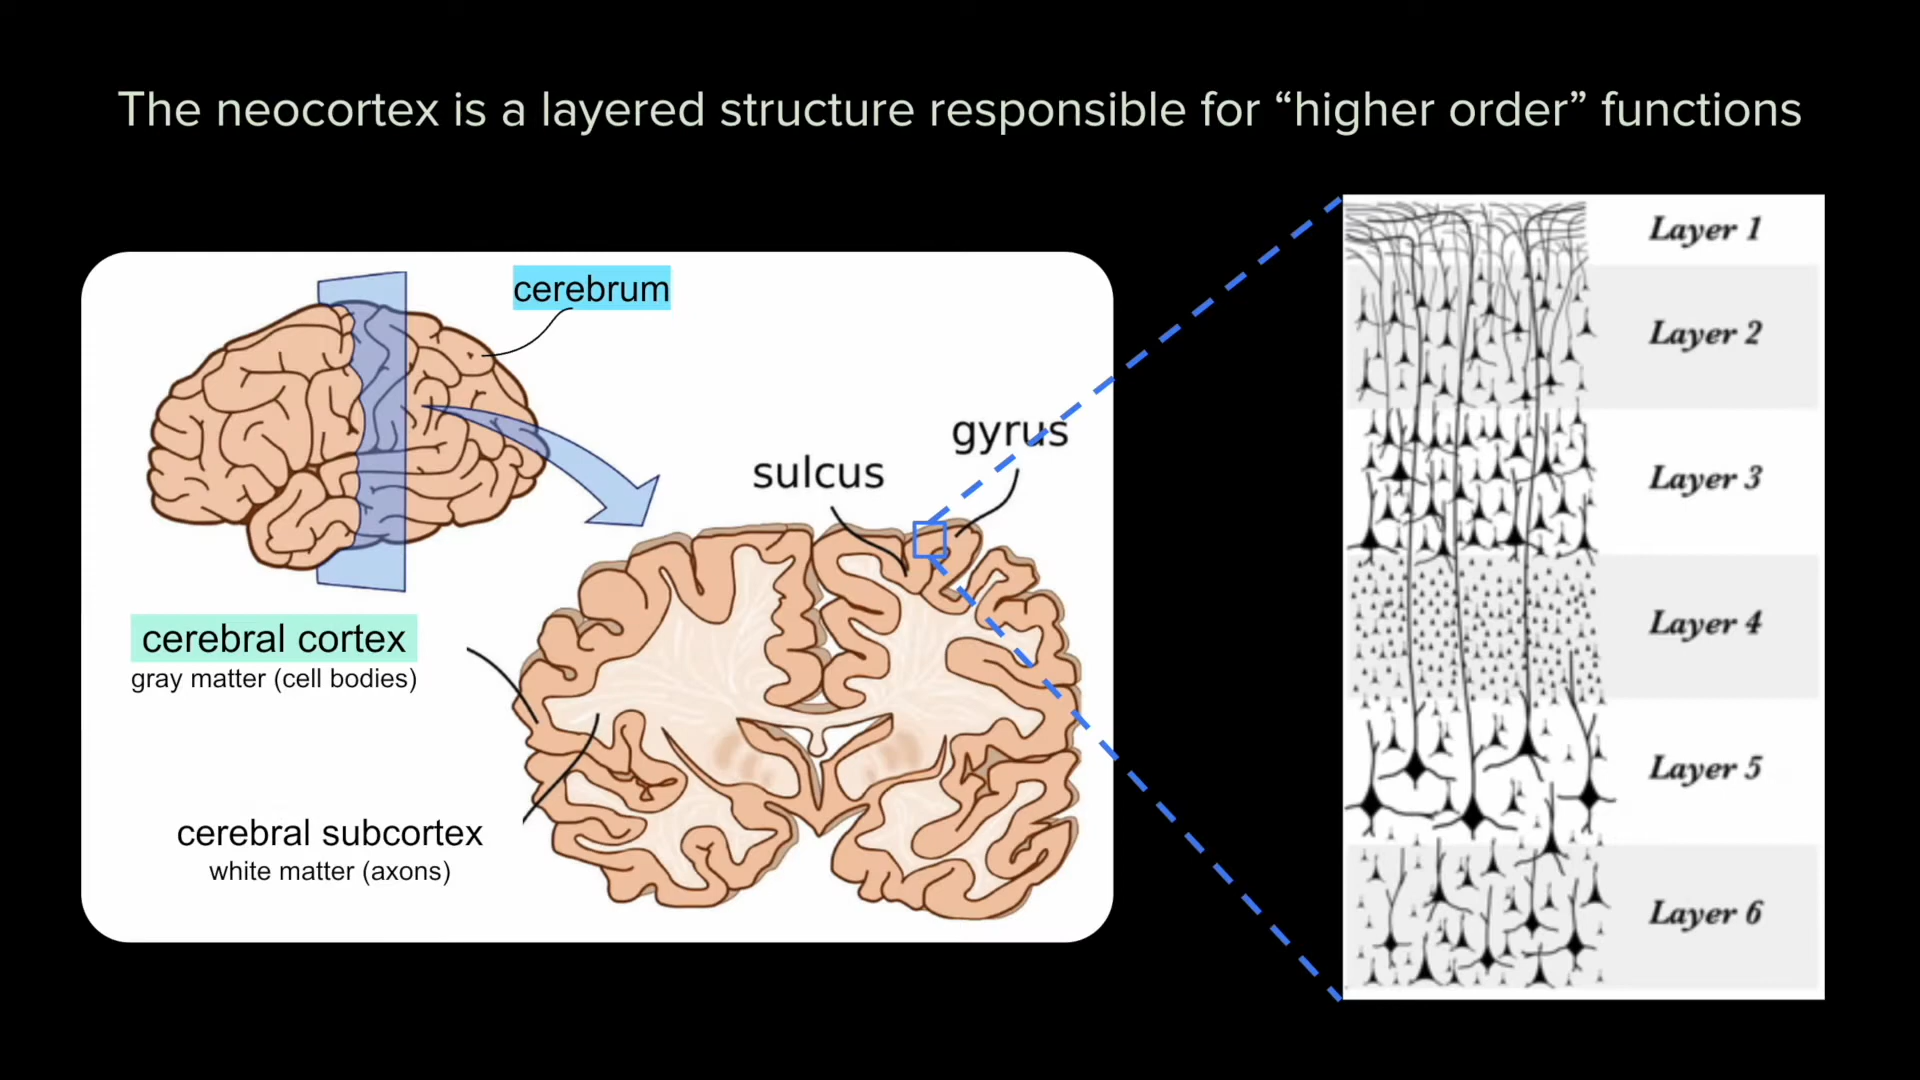 The neocortex is a layered structure responsible for “higher order” functions
cerebrum
gyrus
sulcus
cerebral cortex
gray matter (cell bodies)
cerebral subcortex
white matter (axons)
Layer 1
Layer 2
Layer 3
Layer 4
Layer 5
Layer 6